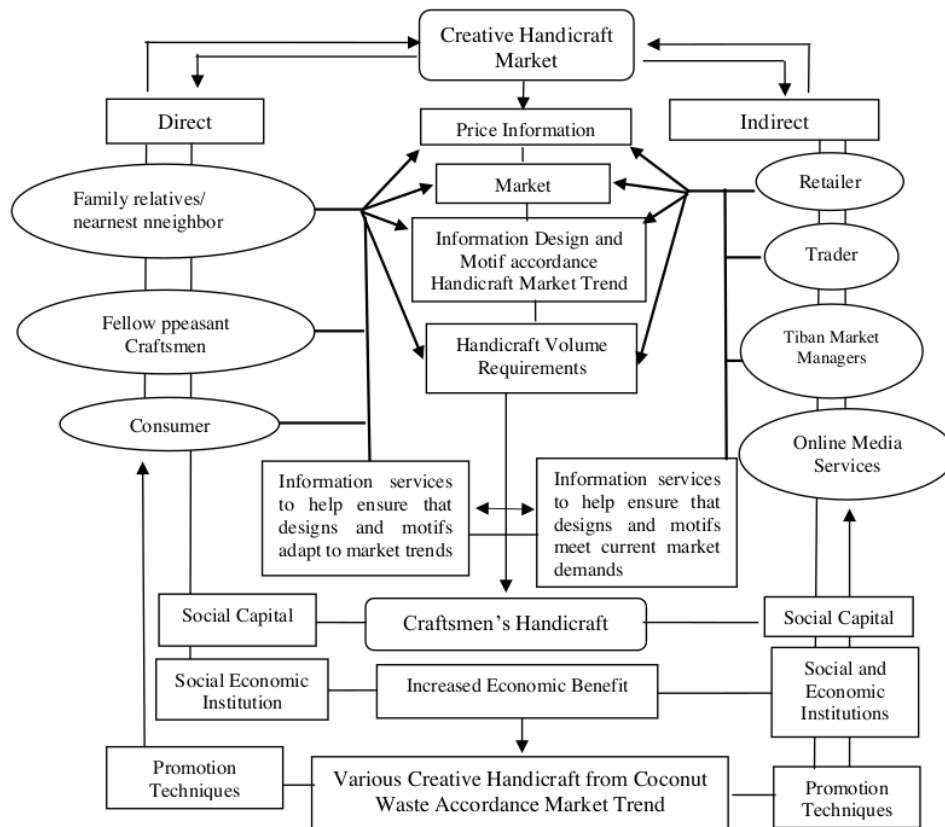 Creative Handicraft
Market
Direct
Price Information
Indirect
Family relatives/
nearnest nneighbor
Market
Retailer
Information Design and
Motif accordance
Handicraft Market Trend
Trader
Fellow ppeasant
Craftsmen
Handicraft Volume
Requirements
Tiban Market
Managers
Consumer
Online Media
Services
Information services
to help ensure that
designs and motifs
adapt to market trends
Information services
to help ensure that
designs and motifs
meet current market
demands
Social Capital
Craftsmen’s Handicraft
Social Capital
Social Economic
Institution
Increased Economic Benefit
Social and
Economic
Institutions
Promotion
Techniques
Various Creative Handicraft from Coconut
Waste Accordance Market Trend
Promotion
Techniques